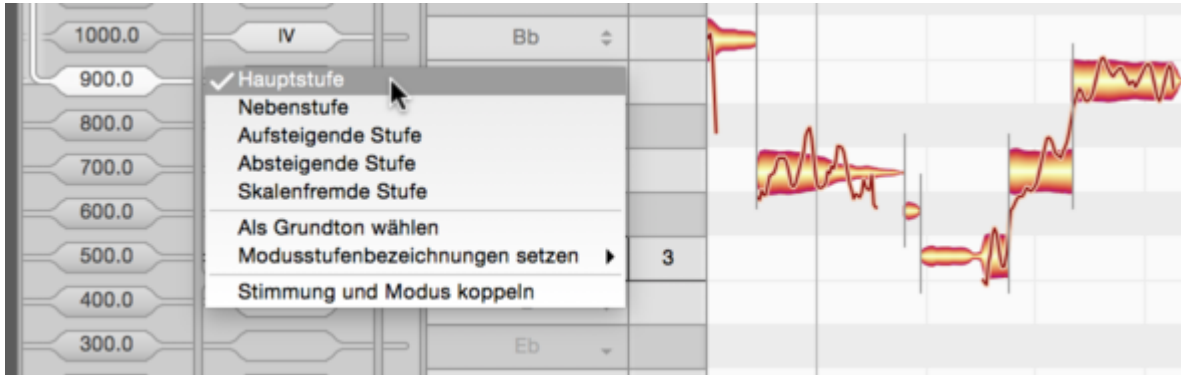 1000.0 IV Bb
900.0
800.0
700.0
600.0
500.0 3
400.0
300.0 Eb
Hauptstufe
Nebenstufe
Aufsteigende Stufe
Absteigende Stufe
Skalenfremde Stufe
Als Grundton wählen
Modusstufenbezeichnungen setzen
Stimmung und Modus koppeln